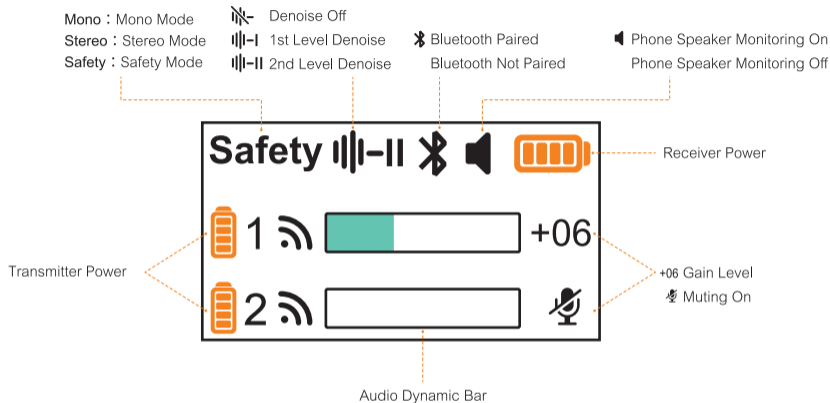 Mono：Mono Mode
Stereo：Stereo Mode
Safety：Safety Mode
Denoise Off
1st Level Denoise
2nd Level Denoise
Bluetooth Paired
Bluetooth Not Paired
Phone Speaker Monitoring On
Phone Speaker Monitoring Off
Safety -II
Receiver Power
1 +06
Transmitter Power
+06 Gain Level
Muting On
2
Audio Dynamic Bar